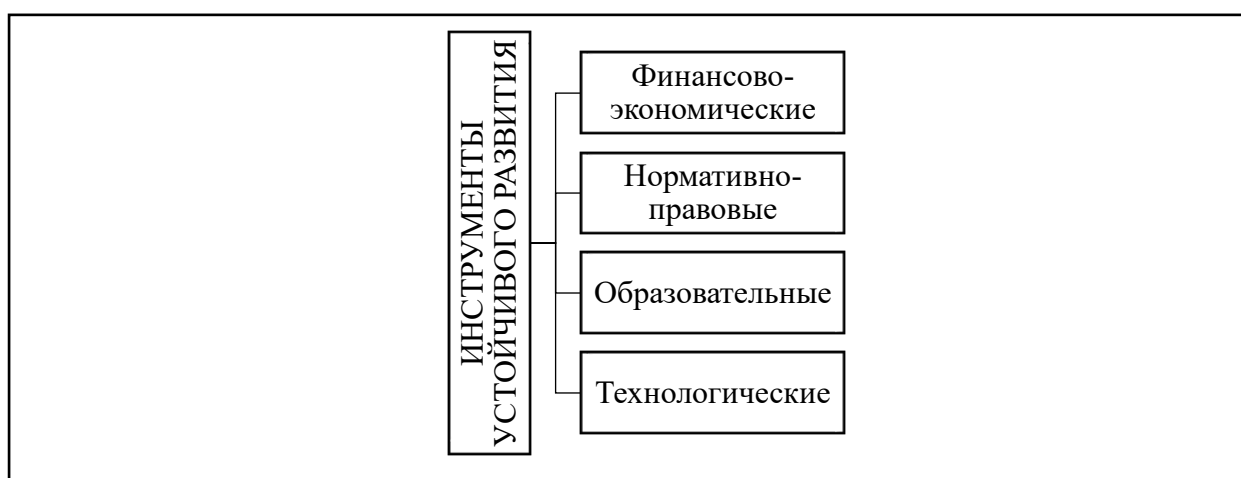 ИНСТРУМЕНТЫ
УСТОЙЧИВОГО РАЗВИТИЯ
Финансово-
экономические
Нормативно-
правовые
Образовательные
Технологические